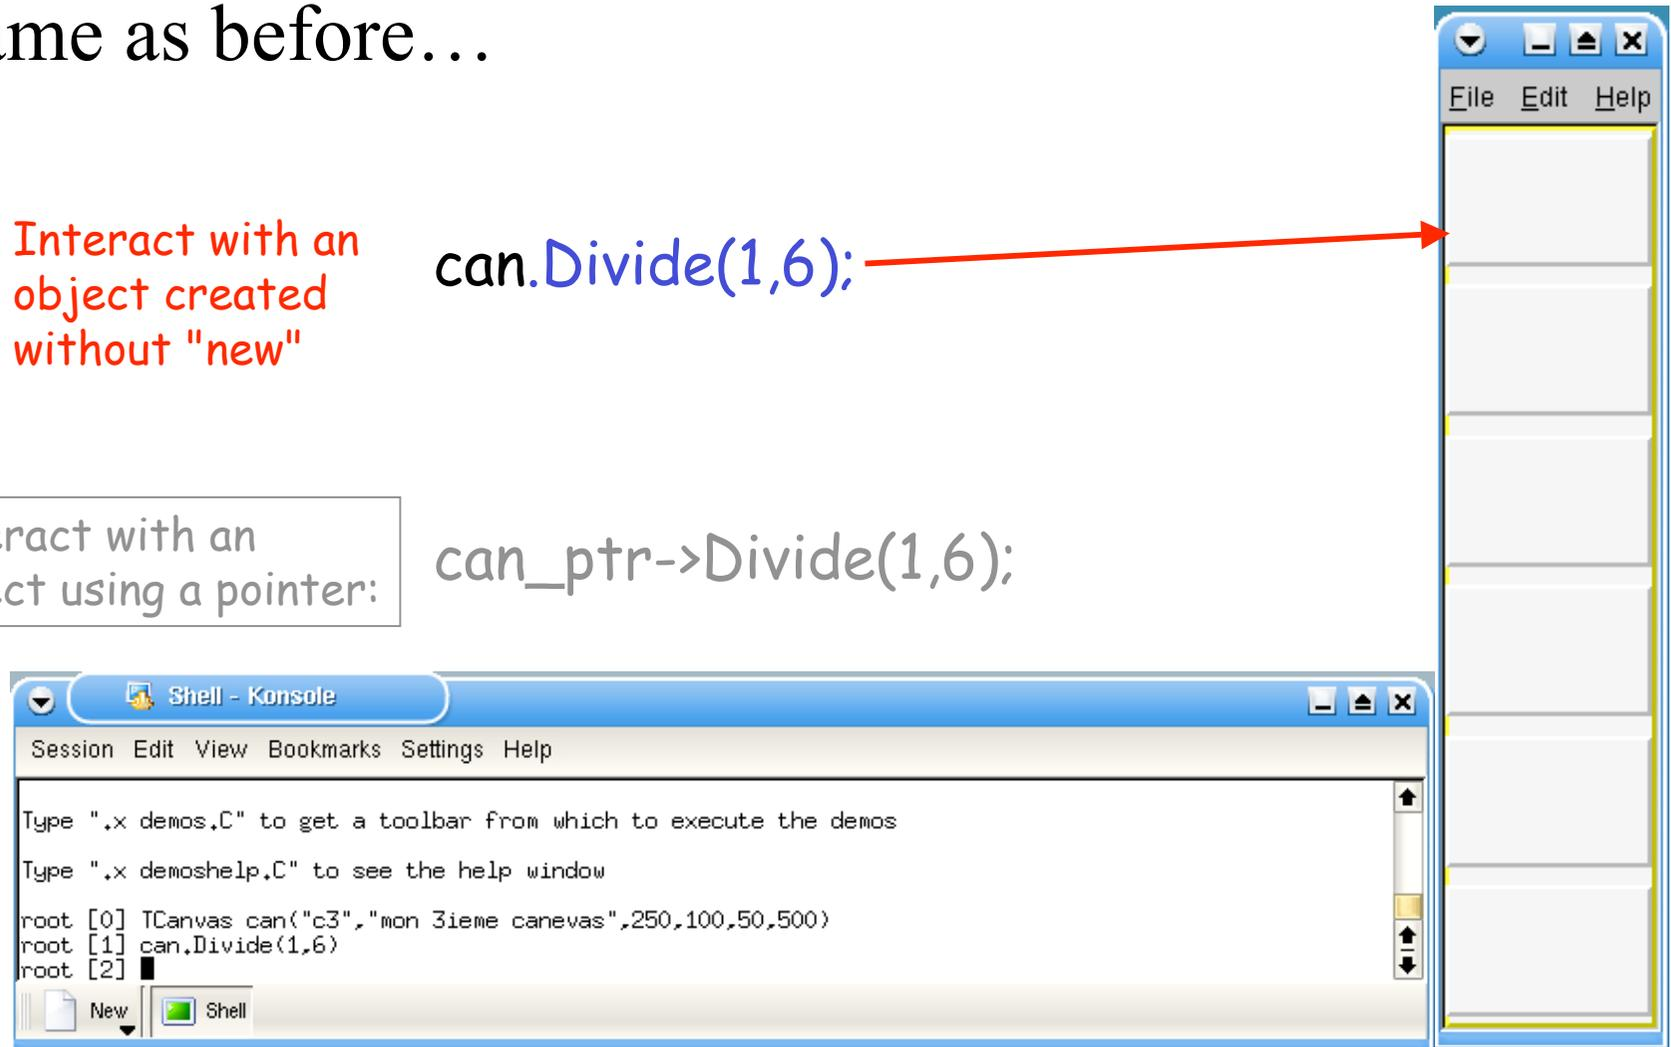 as before…
File Edit Help
Interact with an
object created
without "new"
can.Divide(1,6);
with an
using a pointer:
can_ptr->Divide(1,6);
Shell - Konsole
Session Edit View Bookmarks Settings Help
Type ".x demos.C" to get a toolbar from which to execute the demos
Type ".x demoshelp.C" to see the help window
root [0] TCanvas can("c3","mon 3ieme canevas",250,100,50,500)
root [1] can.Divide(1,6)
root [2]
New Shell